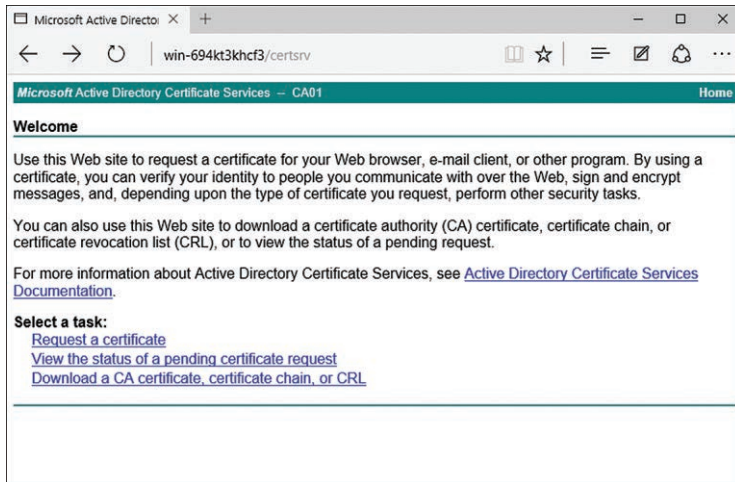 Microsoft Active Director
win-694kt3khcf3/certsrv
Microsoft Active Directory Certificate Services -- CA01 Home
Welcome
Use this Web site to request a certificate for your Web browser, e-mail client, or other program. By using a
certificate, you can verify your identity to people you communicate with over the Web, sign and encrypt
messages, and, depending upon the type of certificate you request, perform other security tasks.
You can also use this Web site to download a certificate authority (CA) certificate, certificate chain, or
certificate revocation list (CRL), or to view the status of a pending request.
For more information about Active Directory Certificate Services, see Active Directory Certificate Services
Documentation.
Select a task:
Request a certificate
View the status of a pending certificate request
Download a CA certificate, certificate chain, or CRL